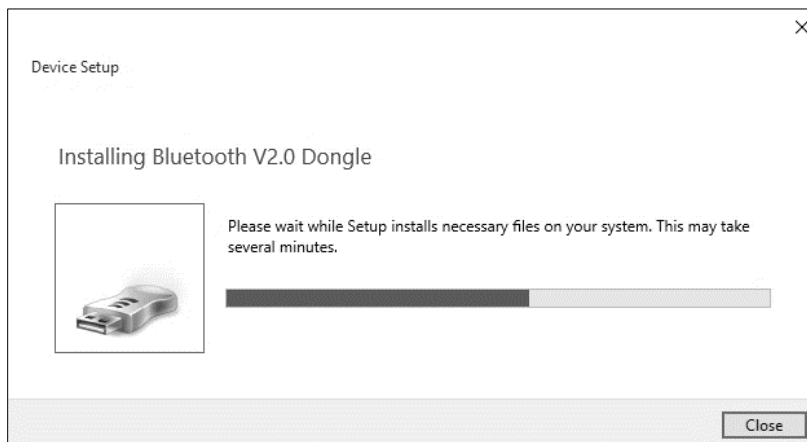 Device Setup
Installing Bluetooth V2.0 Dongle
Please wait while Setup installs necessary files on your system. This may take
several minutes.
Close